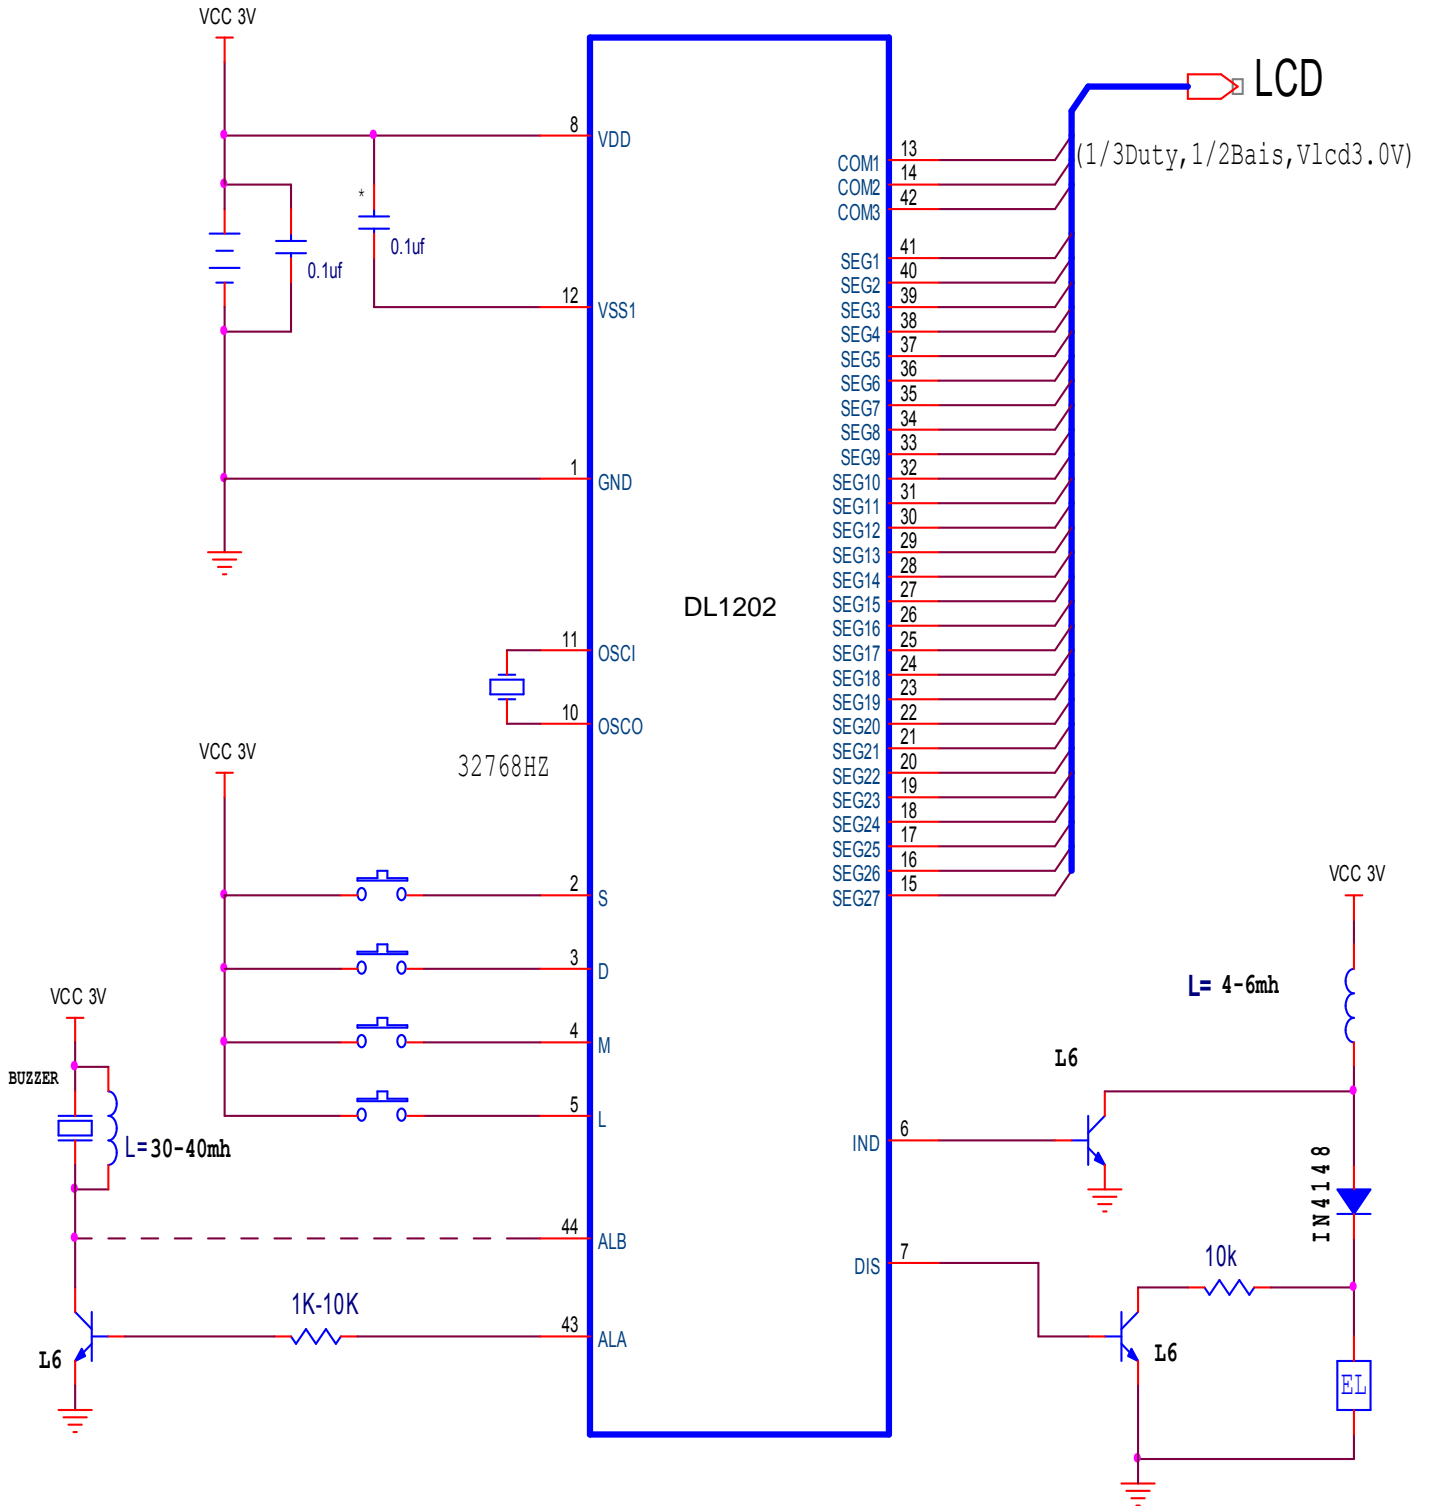 VCC 3V
8
VDD
*
0.1uf
0.1uf
12
VSS1
1
GND
DL1202
11
OSCI
10
OSCO
32768HZ
VCC 3V
2
S
3
D
4
M
5
L
VCC 3V
BUZZER
L= 30-40mh
44
ALB
1K-10K
43
ALA
L6
LCD
(1/3Duty,1/2Bais,Vlcd3.0V)
COM1 13
COM2 14
COM3 42
SEG1 41
SEG2 40
SEG3 39
SEG4 38
SEG5 37
SEG6 36
SEG7 35
SEG8 34
SEG9 33
SEG10 32
SEG11 31
SEG12 30
SEG13 29
SEG14 28
SEG15 27
SEG16 26
SEG17 25
SEG18 24
SEG19 23
SEG20 22
SEG21 21
SEG22 20
SEG23 19
SEG24 18
SEG25 17
SEG26 16
SEG27 15
VCC 3V
L= 4-6mh
L6
IND 6
IN4148
DIS 7
10k
L6
EL